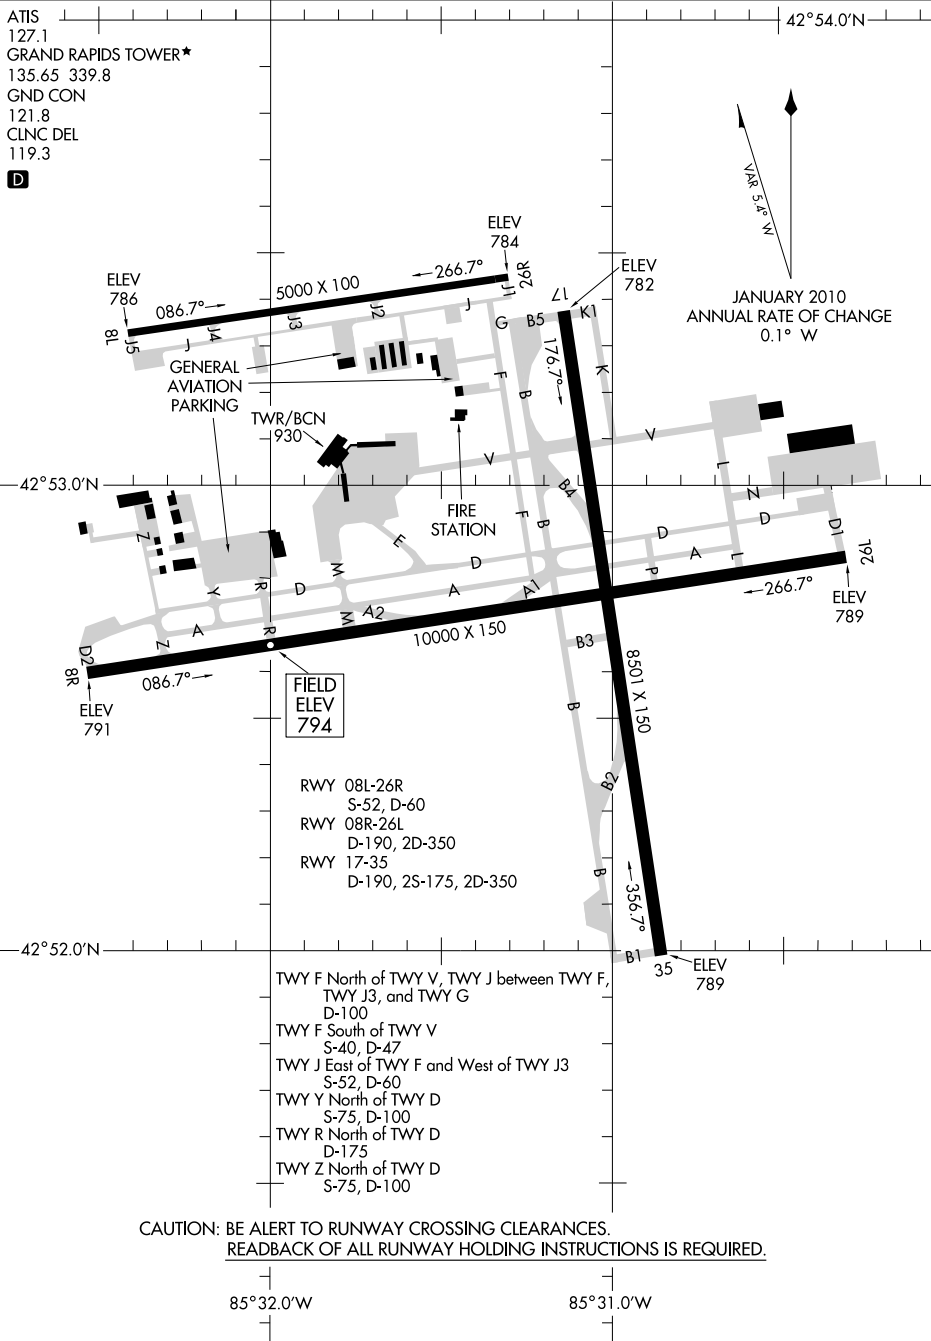 ATIS
127.1
GRAND RAPIDS TOWER★
135.65 339.8
GND CON
121.8
CLNC DEL
119.3
D
42°54.0'N
VAR 5.4° W
JANUARY 2010
ANNUAL RATE OF CHANGE
0.1° W
ELEV
784
26R
ELEV
786
8L
5000 X 100
266.7°
086.7°
J5
J4
J3
J2
J1
J
J
ELEV
782
17
G
B5
K1
176.7°
F
B
K
GENERAL
AVIATION
PARKING
TWR/BCN
930
V
V
42°53.0'N
FIRE
STATION
B4
F
B
L
N
D
D
D1
26L
Z
E
D
M
D
R
Y
A
A1
A
P
L
266.7°
ELEV
789
A2
M
A
R
Z
D2
8R
086.7°
10000 X 150
ELEV
791
FIELD
ELEV
794
B3
8501 X 150
B
B2
RWY 08L-26R
S-52, D-60
RWY 08R-26L
D-190, 2D-350
RWY 17-35
D-190, 2S-175, 2D-350
B
356.7°
42°52.0'N
B1
35
ELEV
789
TWY F North of TWY V, TWY J between TWY F,
TWY J3, and TWY G
D-100
TWY F South of TWY V
S-40, D-47
TWY J East of TWY F and West of TWY J3
S-52, D-60
TWY Y North of TWY D
S-75, D-100
TWY R North of TWY D
D-175
TWY Z North of TWY D
S-75, D-100
CAUTION: BE ALERT TO RUNWAY CROSSING CLEARANCES.
READBACK OF ALL RUNWAY HOLDING INSTRUCTIONS IS REQUIRED.
85°32.0'W
85°31.0'W